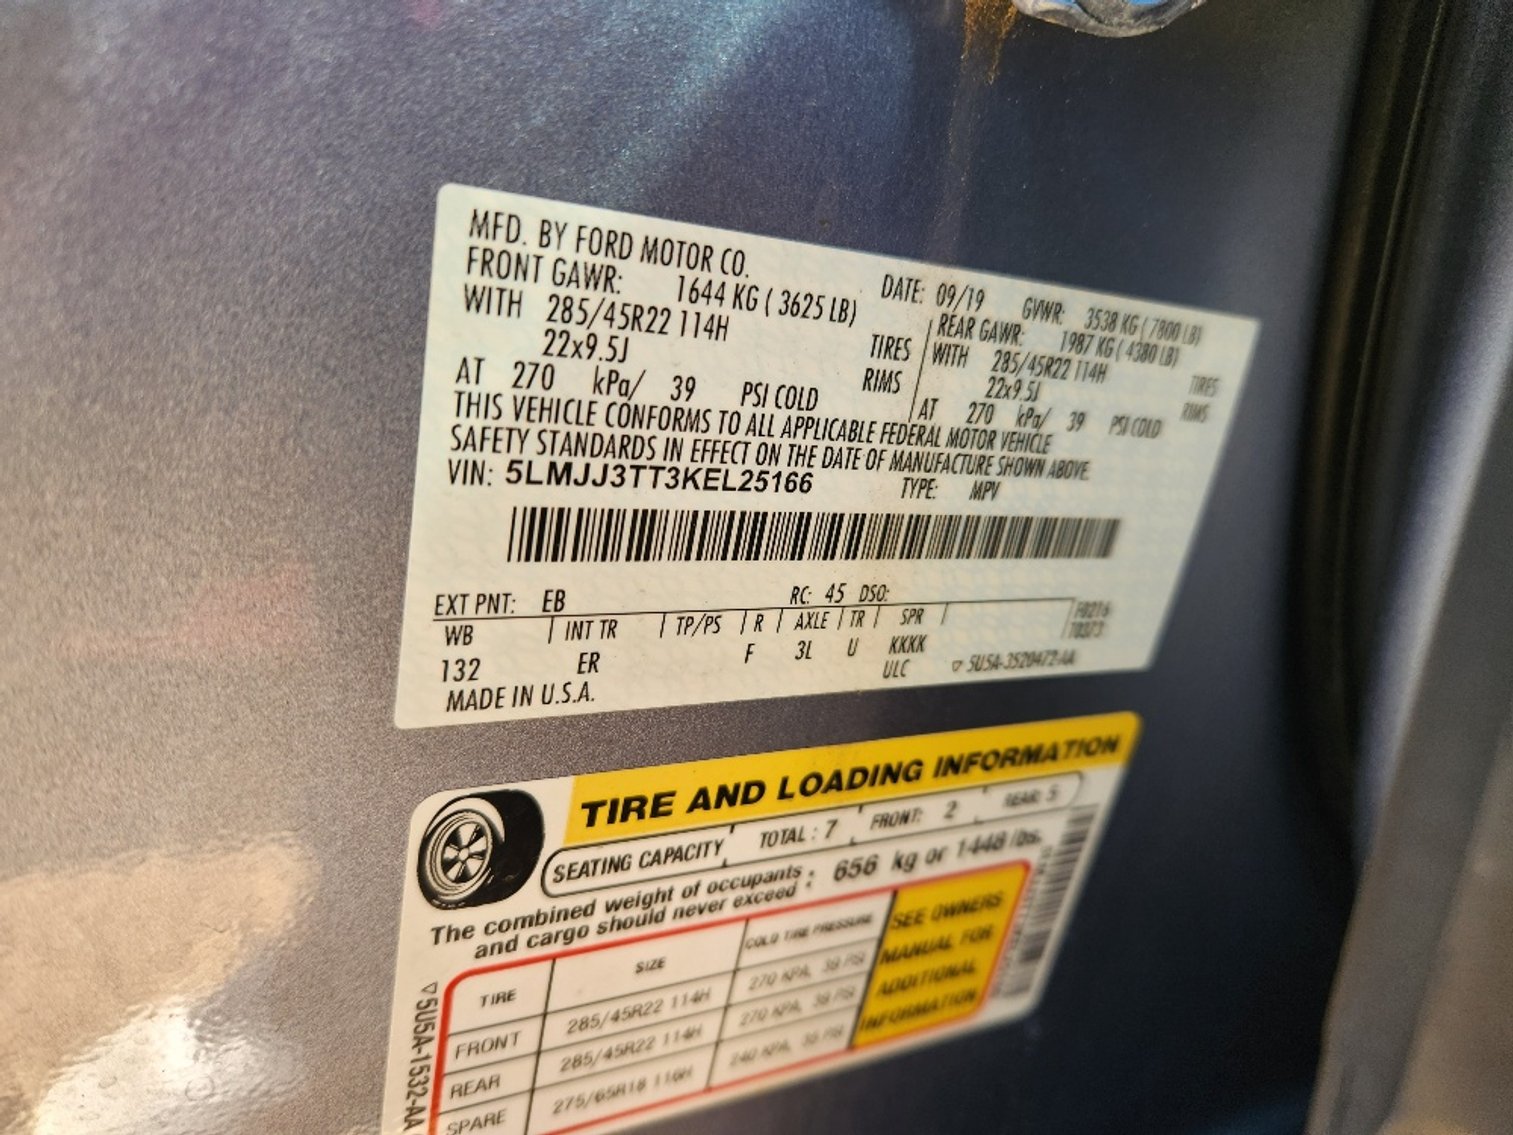 MFD. BY FORD MOTOR CO.
DATE: 09/19 GVWR: 3538 KG ( 7800 LB)
FRONT GAWR: 1644 KG ( 3625 LB)
WITH 285/45R22 114H TIRES
22x9.5J RIMS
AT 270 kPa/ 39 PSI COLD
REAR GAWR: 1987 KG ( 4380 LB)
WITH 285/45R22 114H TIRES
22x9.5J RIMS
AT 270 kPa/ 39 PSI COLD
THIS VEHICLE CONFORMS TO ALL APPLICABLE FEDERAL MOTOR VEHICLE
SAFETY STANDARDS IN EFFECT ON THE DATE OF MANUFACTURE SHOWN ABOVE
VIN: 5LMJJ3TT3KEL25166 TYPE: MPV
EXT PNT: EB RC: 45 DSO:
WB INT TR TP/PS R AXLE TR SPR
132 ER F 3L U KKKK
MADE IN U.S.A. ULC 5U5A-3520472-AA
TIRE AND LOADING INFORMATION
SEATING CAPACITY TOTAL : 7 FRONT: 2 REAR: 5
The combined weight of occupants
and cargo should never exceed : 656 kg or 1448 lbs.
TIRE SIZE COLD TIRE PRESSURE
FRONT 285/45R22 114H 270 KPA, 39 PSI
REAR 285/45R22 114H 270 KPA, 39 PSI
SPARE 275/65R18 116H 240 KPA, 35 PSI
SEE OWNERS
MANUAL FOR
ADDITIONAL
INFORMATION
5U5A-1532-AA